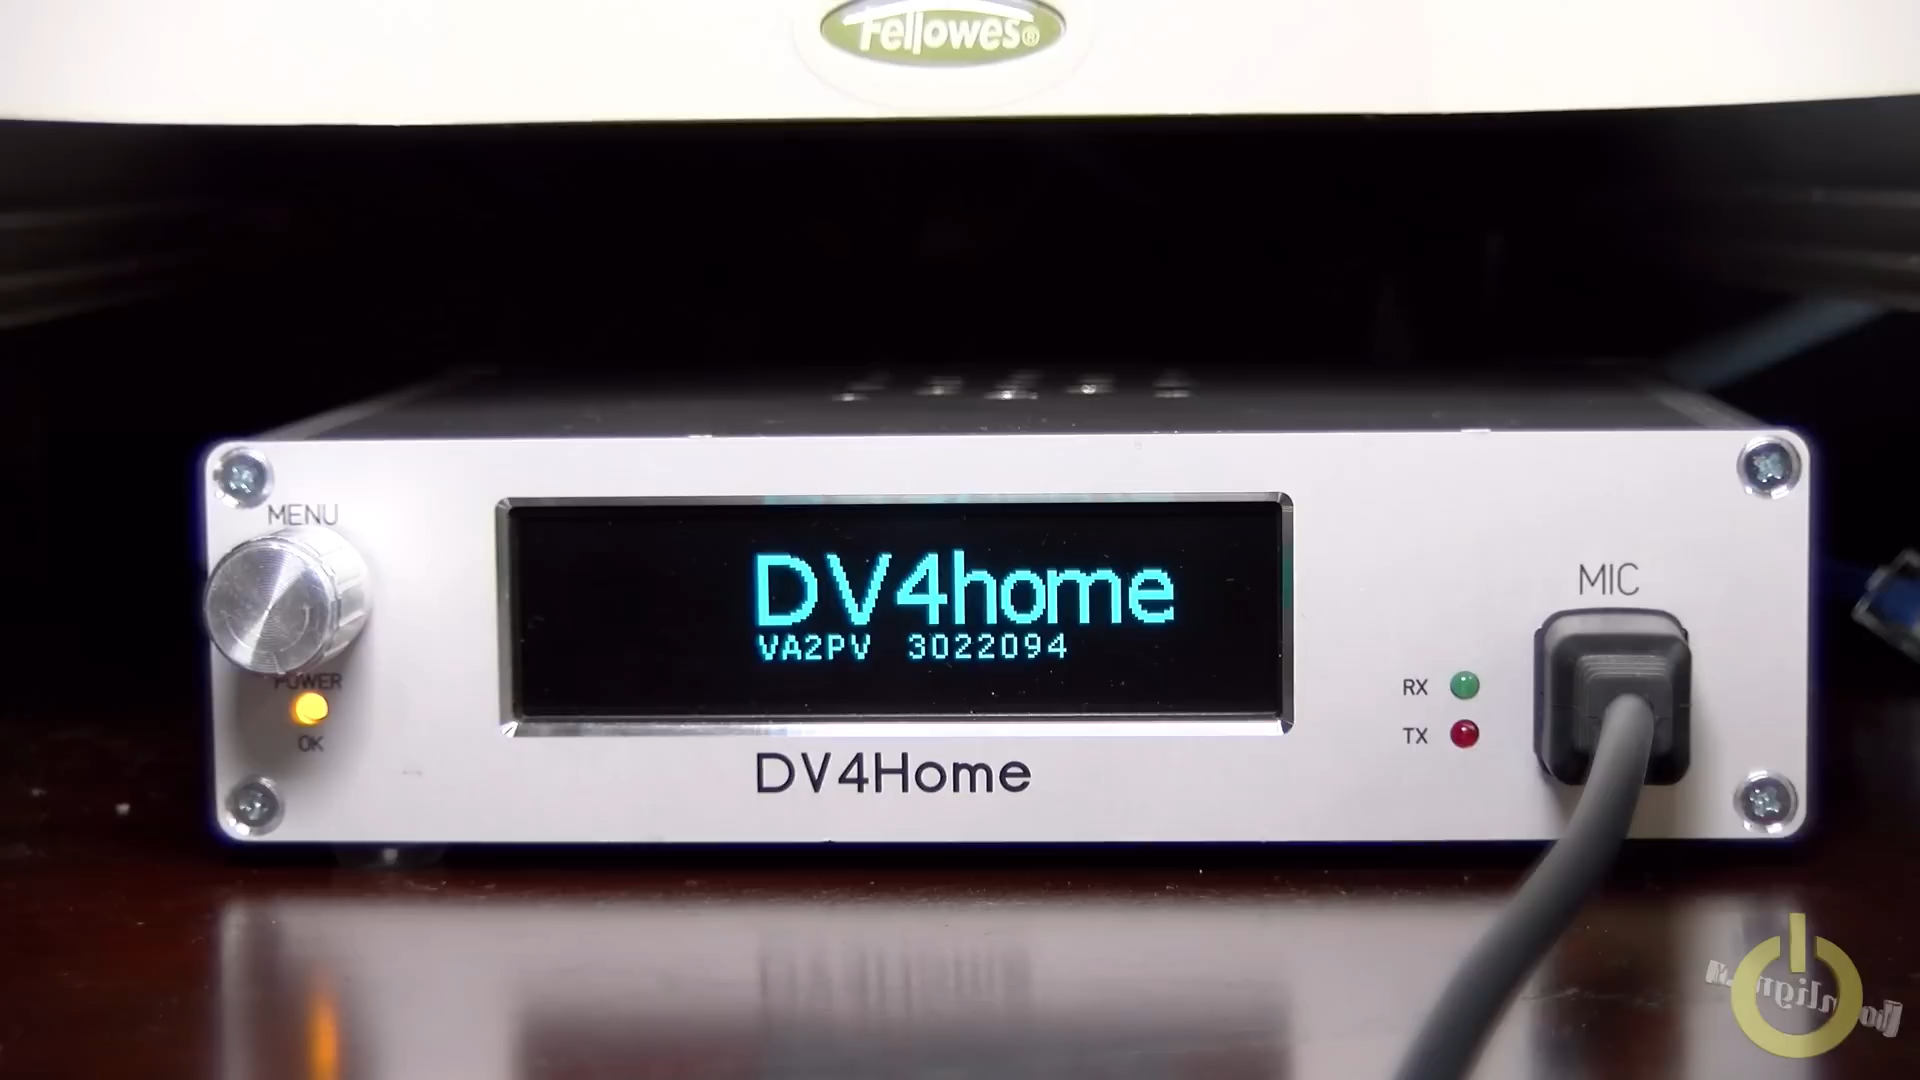 Fellowes®
MENU
DV4home
VA2PV 3022094
MIC
POWER
RX
OK
TX
DV4Home